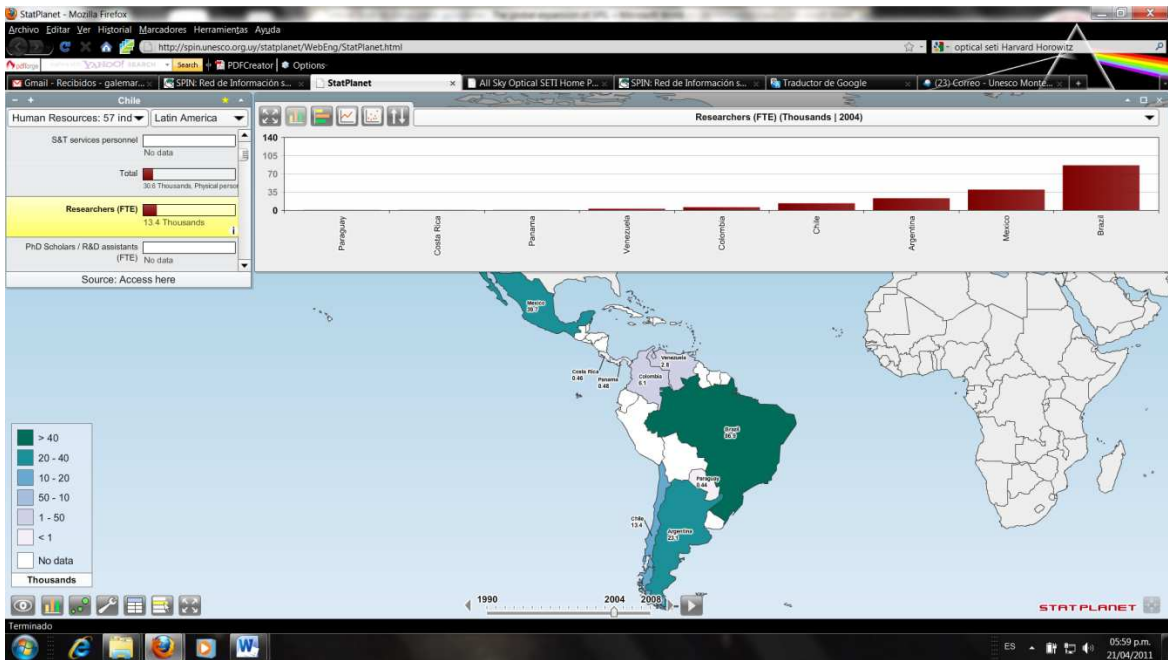 StatPlanet - Mozilla Firefox
Archivo Editar Ver Historial Marcadores Herramientas Ayuda
http://spin.unesco.org.uy/statplanet/WebEng/StatPlanet.html
optical seti Harvard Horowitz
pdfforge YAHOO! SEARCH Search PDFCreator Options
Gmail - Recibidos - galemar...
SPIN: Red de Información s...
StatPlanet
All Sky Optical SETI Home P...
SPIN: Red de Información s...
Traductor de Google
(23) Correo - Unesco Monte...
Chile
Human Resources: 57 ind
Latin America
S&T services personnel
No data
Total
30.6 Thousands, Physical person
Researchers (FTE)
13.4 Thousands
i
PhD Scholars / R&D assistants
(FTE)
No data
Source: Access here
Researchers (FTE) (Thousands | 2004)
140
105
70
35
0
Paraguay
Costa Rica
Panama
Venezuela
Colombia
Chile
Argentina
Mexico
Brazil
Mexico
Venezuela
2.8
Costa Rica
0.46
Panama
0.48
Colombia
6.1
Brazil
Paraguay
0.44
Chile
13.4
Argentina
> 40
20 - 40
10 - 20
50 - 10
1 - 50
< 1
No data
Thousands
1990
2004
2008
STATPLANET
Terminado
ES
05:59 p.m.
21/04/2011